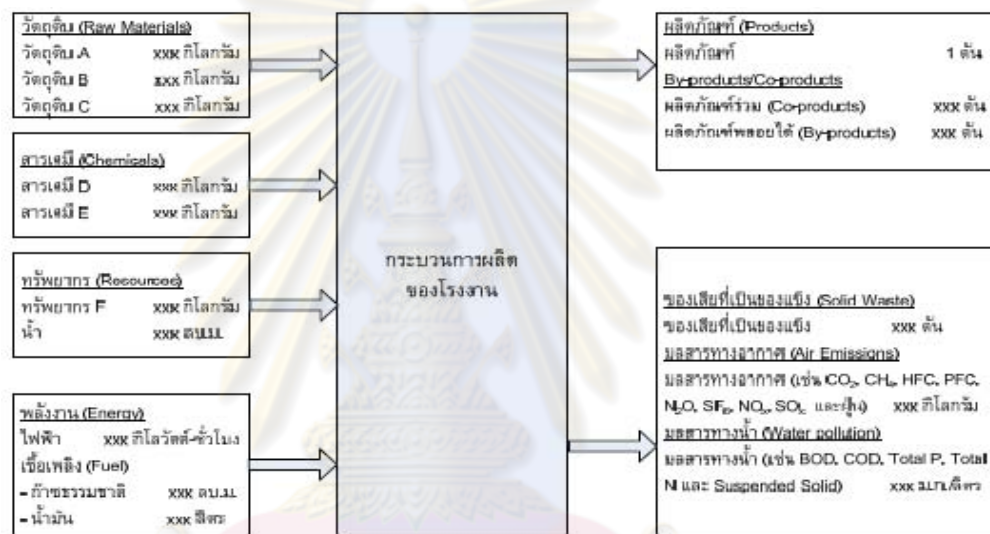 วัตถุดิบ (Raw Materials)
วัตถุดิบ A xxx กิโลกรัม
วัตถุดิบ B xxx กิโลกรัม
วัตถุดิบ C xxx กิโลกรัม
สารเคมี (Chemicals)
สารเคมี D xxx กิโลกรัม
สารเคมี E xxx กิโลกรัม
ทรัพยากร (Resources)
ทรัพยากร F xxx กิโลกรัม
น้ำ xxx ลบ.ม.
พลังงาน (Energy)
ไฟฟ้า xxx กิโลวัตต์-ชั่วโมง
เชื้อเพลิง (Fuel)
- ก๊าซธรรมชาติ xxx ลบ.ม.
- น้ำมัน xxx ลิตร
กระบวนการผลิต
ของโรงงาน
ผลิตภัณฑ์ (Products)
ผลิตภัณฑ์ 1 ตัน
By-products/Co-products
ผลิตภัณฑ์ร่วม (Co-products) xxx ตัน
ผลิตภัณฑ์พลอยได้ (By-products) xxx ตัน
ของเสียที่เป็นของแข็ง (Solid Waste)
ของเสียที่เป็นของแข็ง xxx ตัน
มลสารทางอากาศ (Air Emissions)
มลสารทางอากาศ (เช่น CO₂, CH₄, HFC, PFC,
N₂O, SF₆, NOₓ, SOₓ และฝุ่น) xxx กิโลกรัม
มลสารทางน้ำ (Water pollution)
มลสารทางน้ำ (เช่น BOD, COD, Total P, Total
N และ Suspended Solid) xxx ม.ก./ลิตร